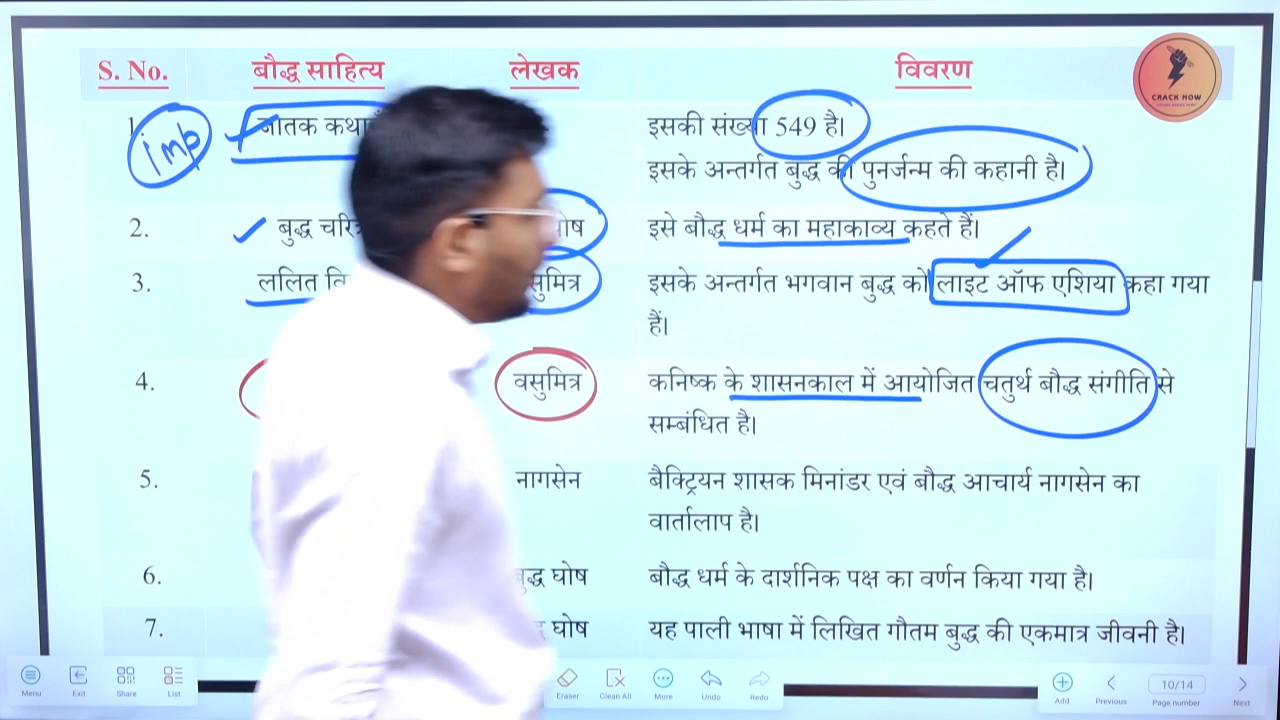 S. No. बौद्ध साहित्य लेखक विवरण
CRACK NOW
imp जातक इसकी संख्या 549 है।
इसके अन्तर्गत बुद्ध की पुनर्जन्म की कहानी है।
2. बुद्ध इसे बौद्ध धर्म का महाकाव्य कहते हैं।
3. ललित इसके अन्तर्गत भगवान बुद्ध को लाइट ऑफ एशिया कहा गया
हैं।
4. वसुमित्र कनिष्क के शासनकाल में आयोजित चतुर्थ बौद्ध संगीति से
सम्बंधित है।
5. नागसेन बैक्ट्रियन शासक मिनांडर एवं बौद्ध आचार्य नागसेन का
वार्तालाप है।
6. बुद्ध घोष बौद्ध धर्म के दार्शनिक पक्ष का वर्णन किया गया है।
7. घोष यह पाली भाषा में लिखित गौतम बुद्ध की एकमात्र जीवनी है।
Menu Exit Share List Eraser Clean All More Undo Redo Add Previous 10/14 Page number Next